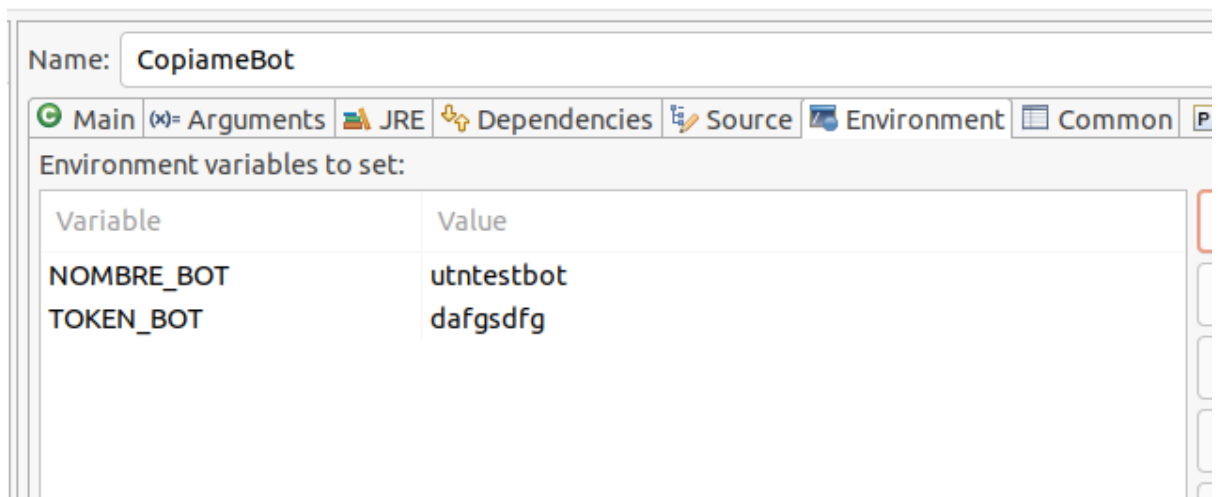 Name: CopiameBot
Main (x)= Arguments JRE Dependencies Source Environment Common P
Environment variables to set:
Variable Value
NOMBRE_BOT utntestbot
TOKEN_BOT dafgsdfg